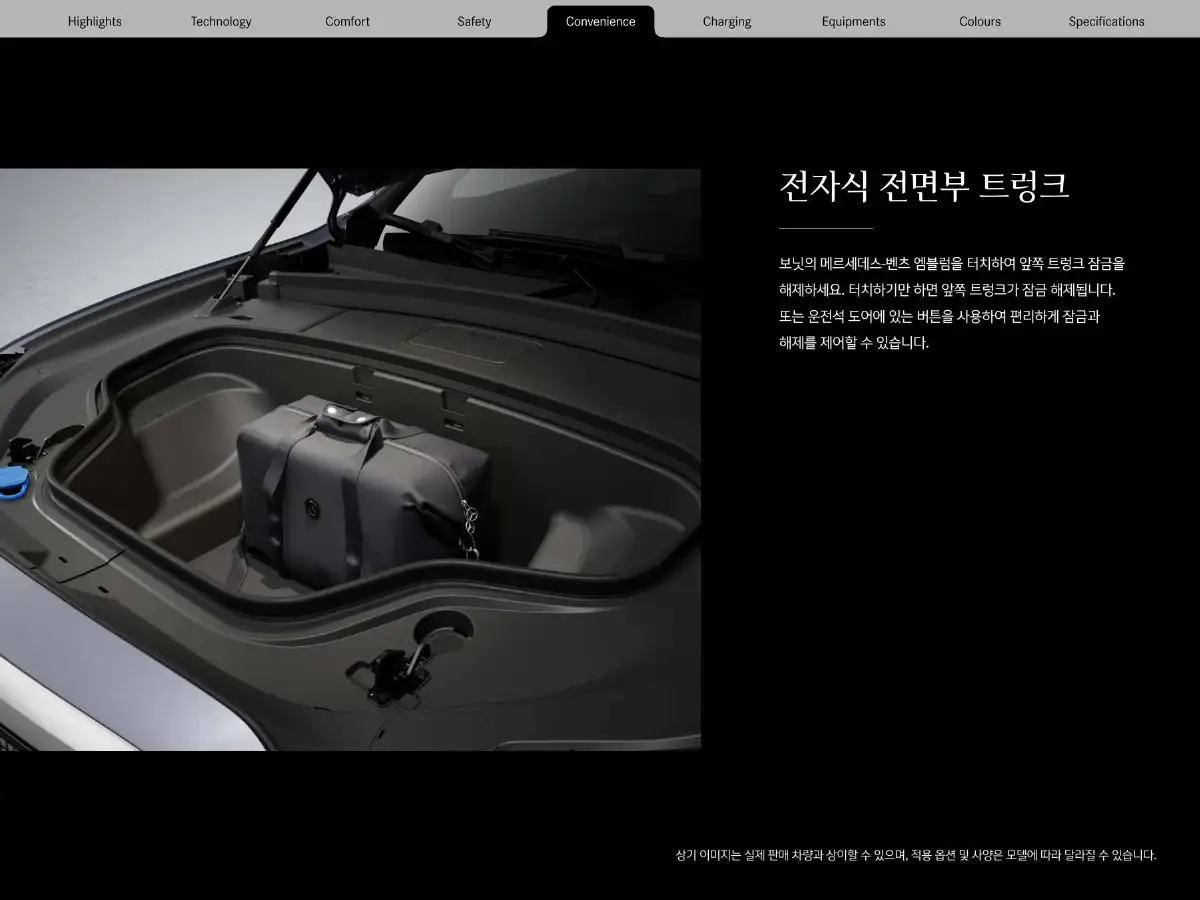 Highlights
Technology
Comfort
Safety
Convenience
Charging
Equipments
Colours
Specifications
전자식 전면부 트렁크
보닛의 메르세데스-벤츠 엠블럼을 터치하여 앞쪽 트렁크 잠금을
해제하세요. 터치하기만 하면 앞쪽 트렁크가 잠금 해제됩니다.
또는 운전석 도어에 있는 버튼을 사용하여 편리하게 잠금과
해제를 제어할 수 있습니다.
상기 이미지는 실제 판매 차량과 상이할 수 있으며, 적용 옵션 및 사양은 모델에 따라 달라질 수 있습니다.